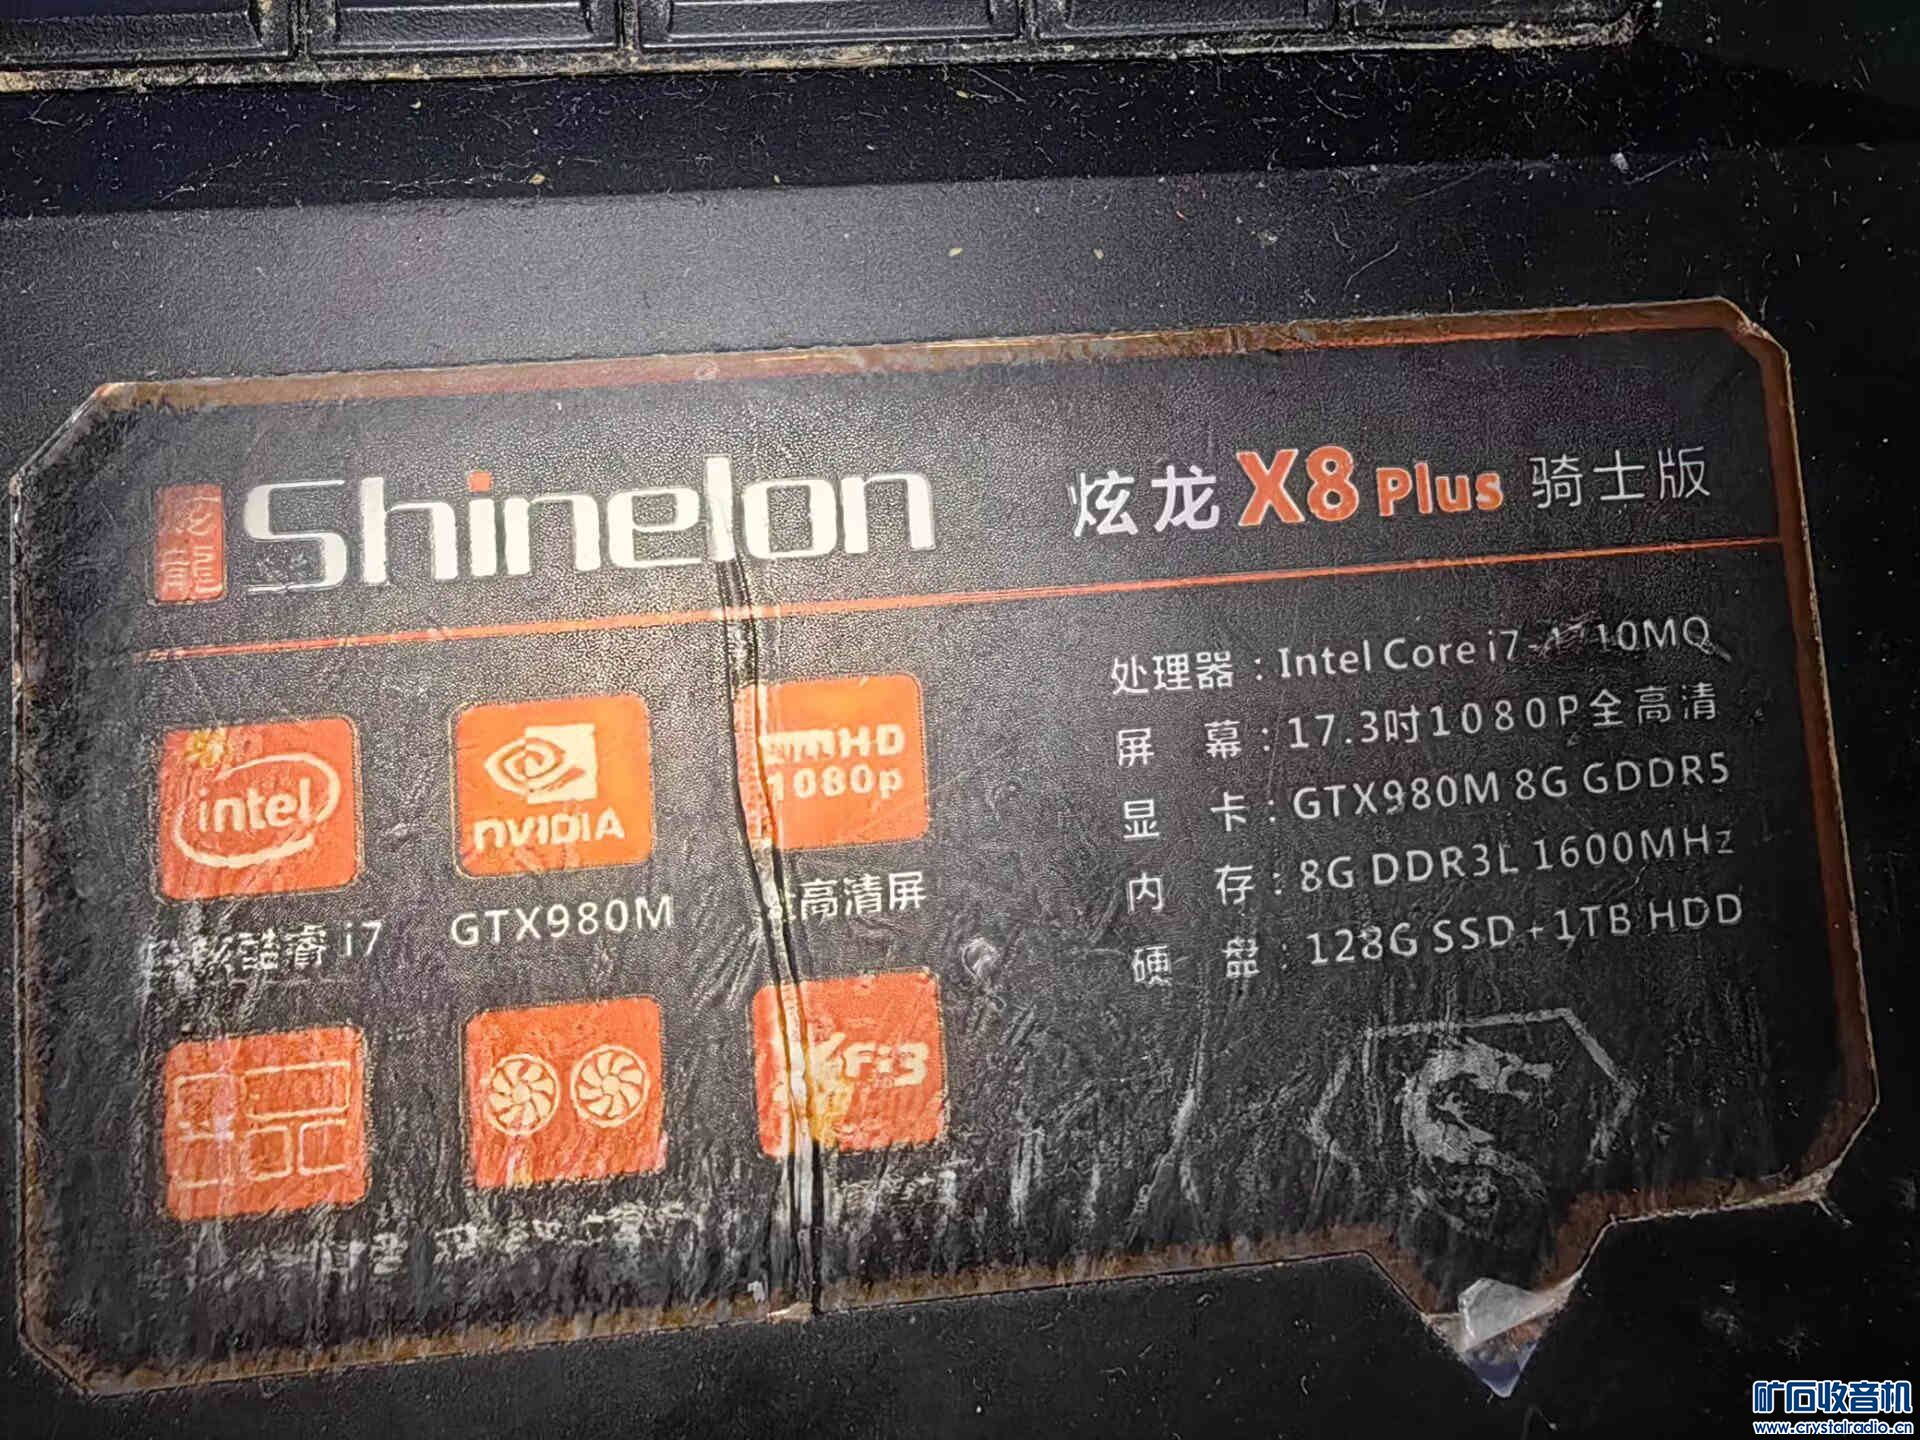 Shinelon
炫龙 X8 Plus 骑士版
intel
i7
NVIDIA
GTX980M
HD
1080p
高清屏
Fi3
处理器：Intel Core i7-4710MQ
屏 幕：17.3吋1080P全高清
显 卡：GTX980M 8G GDDR5
内 存：8G DDR3L 1600MHz
硬 盘：128G SSD+1TB HDD
矿石收音机
www.crystalradio.cn